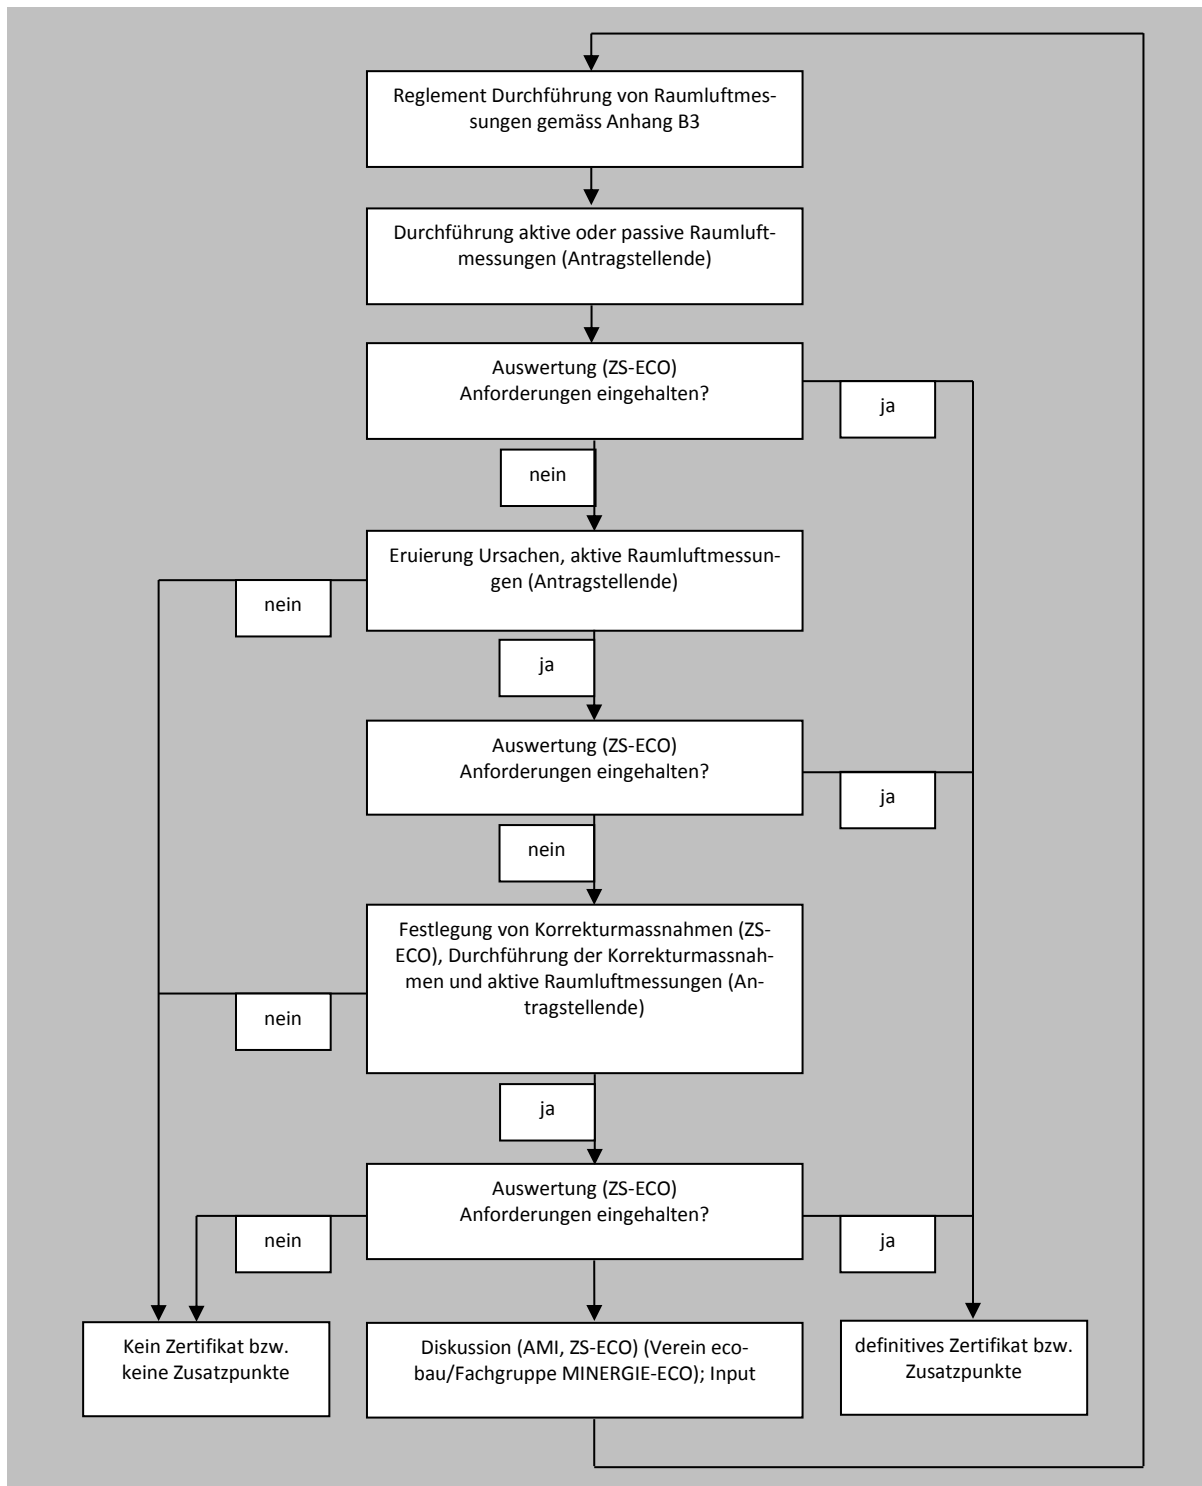 Reglement Durchführung von Raumluftmes-
sungen gemäss Anhang B3
Durchführung aktive oder passive Raumluft-
messungen (Antragstellende)
Auswertung (ZS-ECO)
Anforderungen eingehalten?
ja
nein
Eruierung Ursachen, aktive Raumluftmessun-
gen (Antragstellende)
nein
ja
Auswertung (ZS-ECO)
Anforderungen eingehalten?
ja
nein
Festlegung von Korrekturmassnahmen (ZS-
ECO), Durchführung der Korrekturmassnah-
men und aktive Raumluftmessungen (An-
tragstellende)
nein
ja
Auswertung (ZS-ECO)
Anforderungen eingehalten?
nein
ja
Kein Zertifikat bzw.
keine Zusatzpunkte
Diskussion (AMI, ZS-ECO) (Verein eco-
bau/Fachgruppe MINERGIE-ECO); Input
definitives Zertifikat bzw.
Zusatzpunkte